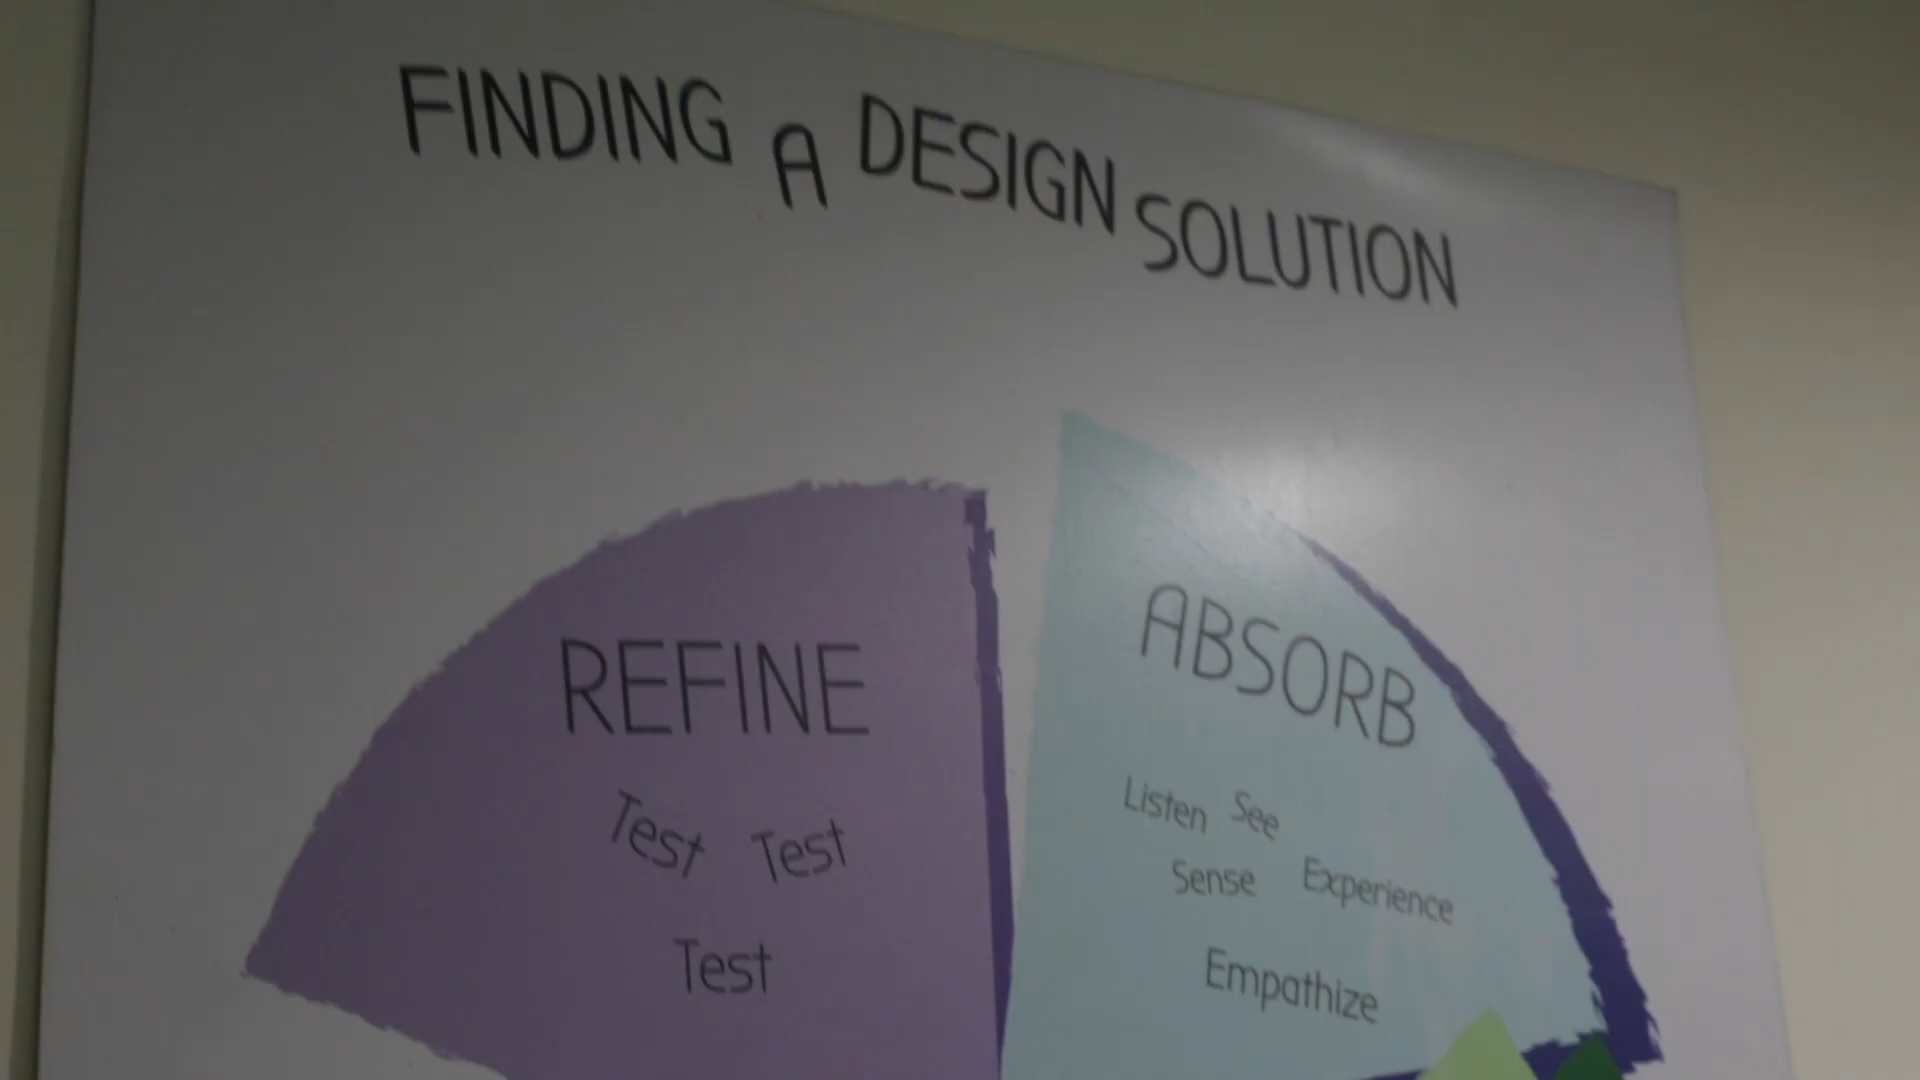 FINDING A DESIGN SOLUTION
REFINE
Test Test
Test
ABSORB
Listen See
Sense Experience
Empathize